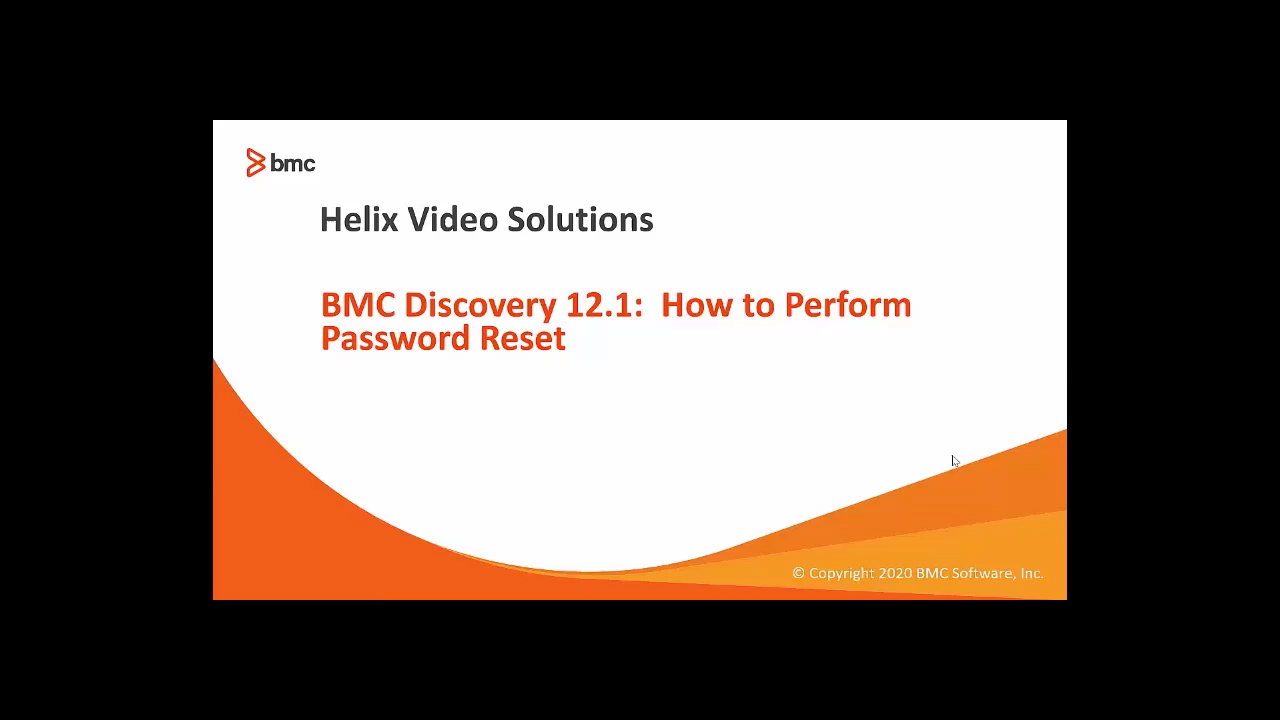 bmc
Helix Video Solutions
BMC Discovery 12.1:  How to Perform
Password Reset
© Copyright 2020 BMC Software, Inc.